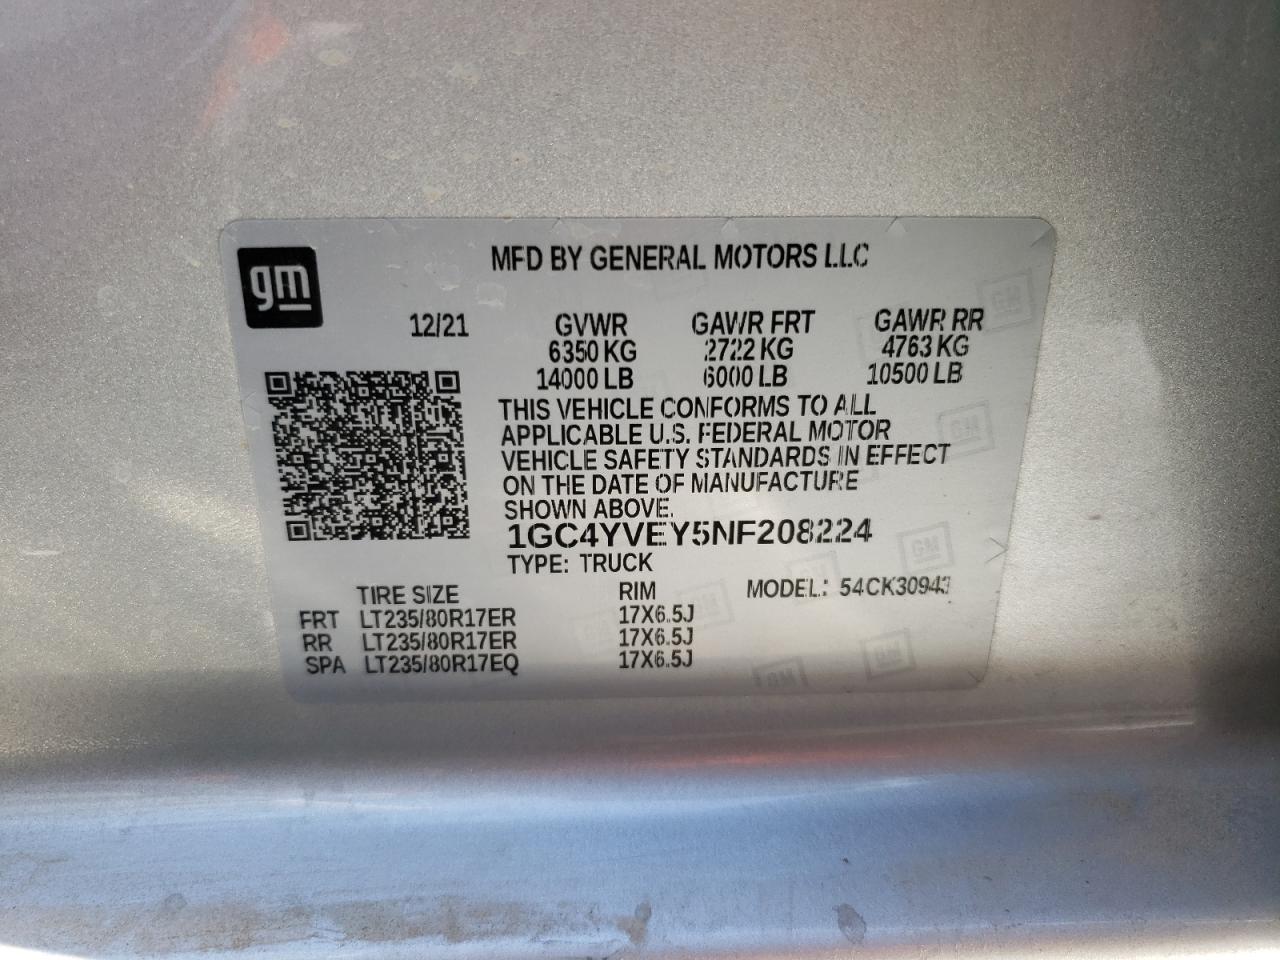 gm
MFD BY GENERAL MOTORS LLC
12/21 GVWR GAWR FRT GAWR RR
6350 KG 2722 KG 4763 KG
14000 LB 6000 LB 10500 LB
THIS VEHICLE CONFORMS TO ALL
APPLICABLE U.S. FEDERAL MOTOR
VEHICLE SAFETY STANDARDS IN EFFECT
ON THE DATE OF MANUFACTURE
SHOWN ABOVE.
1GC4YVEY5NF208224
TYPE: TRUCK
TIRE SIZE RIM MODEL: 54CK30943
FRT LT235/80R17ER 17X6.5J
RR LT235/80R17ER 17X6.5J
SPA LT235/80R17EQ 17X6.5J